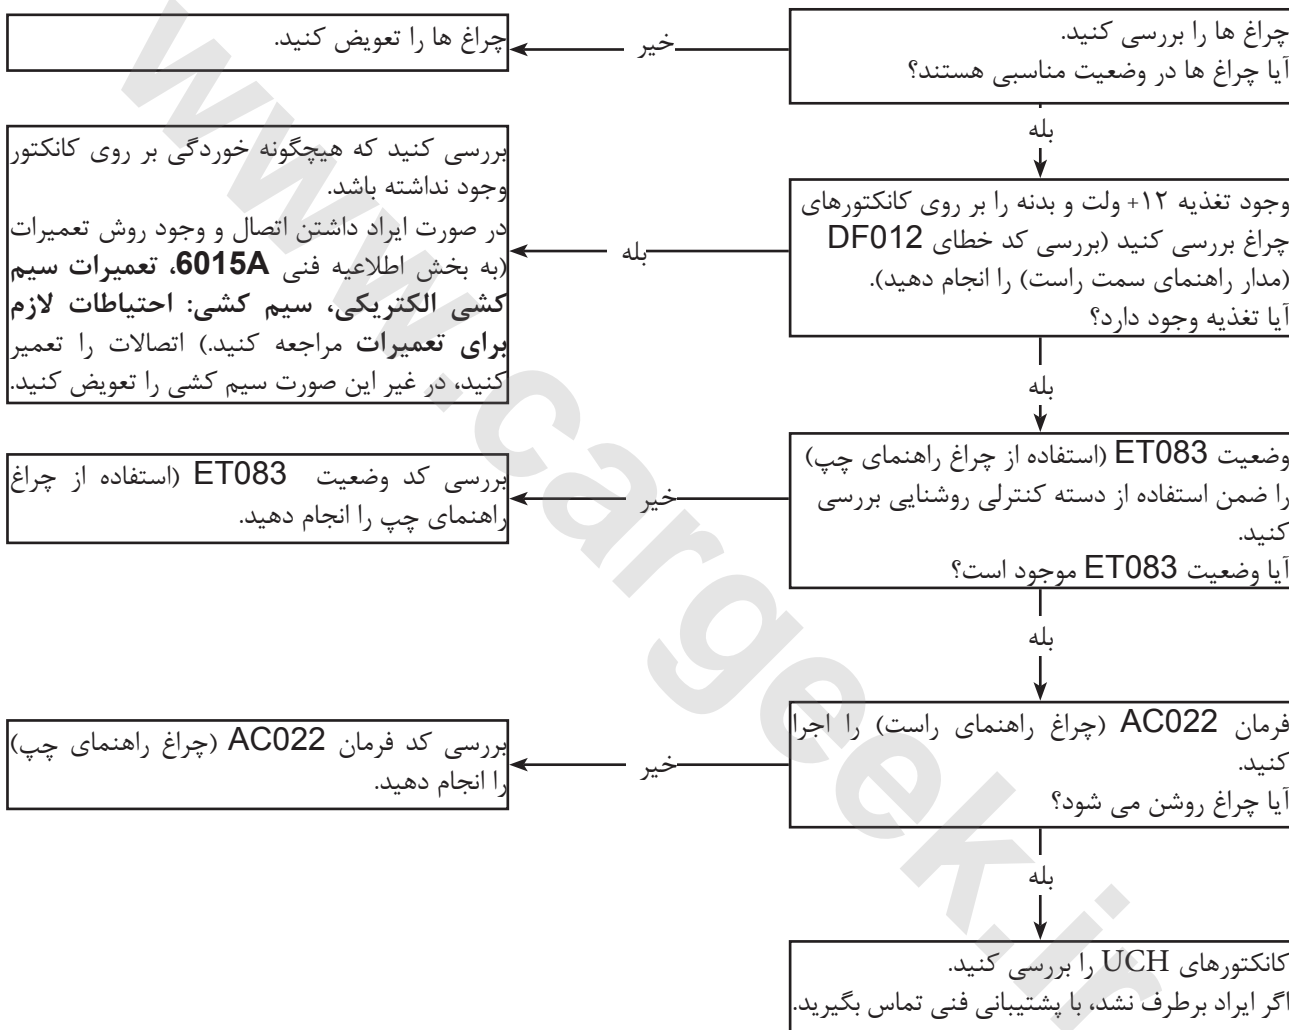 چراغ ها را بررسی کنید.
آیا چراغ ها در وضعیت مناسبی هستند؟
خیر
چراغ ها را تعویض کنید.
بله
وجود تغذیه ۱۲+ ولت و بدنه را بر روی کانکتورهای
چراغ بررسی کنید (بررسی کد خطای DF012
(مدار راهنمای سمت راست) را انجام دهید).
آیا تغذیه وجود دارد؟
بله
بررسی کنید که هیچگونه خوردگی بر روی کانکتور
وجود نداشته باشد.
در صورت ایراد داشتن اتصال و وجود روش تعمیرات
(به بخش اطلاعیه فنی 6015A، تعمیرات سیم
کشی الکتریکی، سیم کشی: احتیاطات لازم
برای تعمیرات مراجعه کنید.) اتصالات را تعمیر
کنید، در غیر این صورت سیم کشی را تعویض کنید.
بله
وضعیت ET083 (استفاده از چراغ راهنمای چپ)
را ضمن استفاده از دسته کنترلی روشنایی بررسی
کنید.
آیا وضعیت ET083 موجود است؟
خیر
بررسی کد وضعیت ET083 (استفاده از چراغ
راهنمای چپ را انجام دهید.
بله
فرمان AC022 (چراغ راهنمای راست) را اجرا
کنید.
آیا چراغ روشن می شود؟
خیر
بررسی کد فرمان AC022 (چراغ راهنمای چپ)
را انجام دهید.
بله
کانکتورهای UCH را بررسی کنید.
اگر ایراد برطرف نشد، با پشتیبانی فنی تماس بگیرید.
www.cargeek.ir